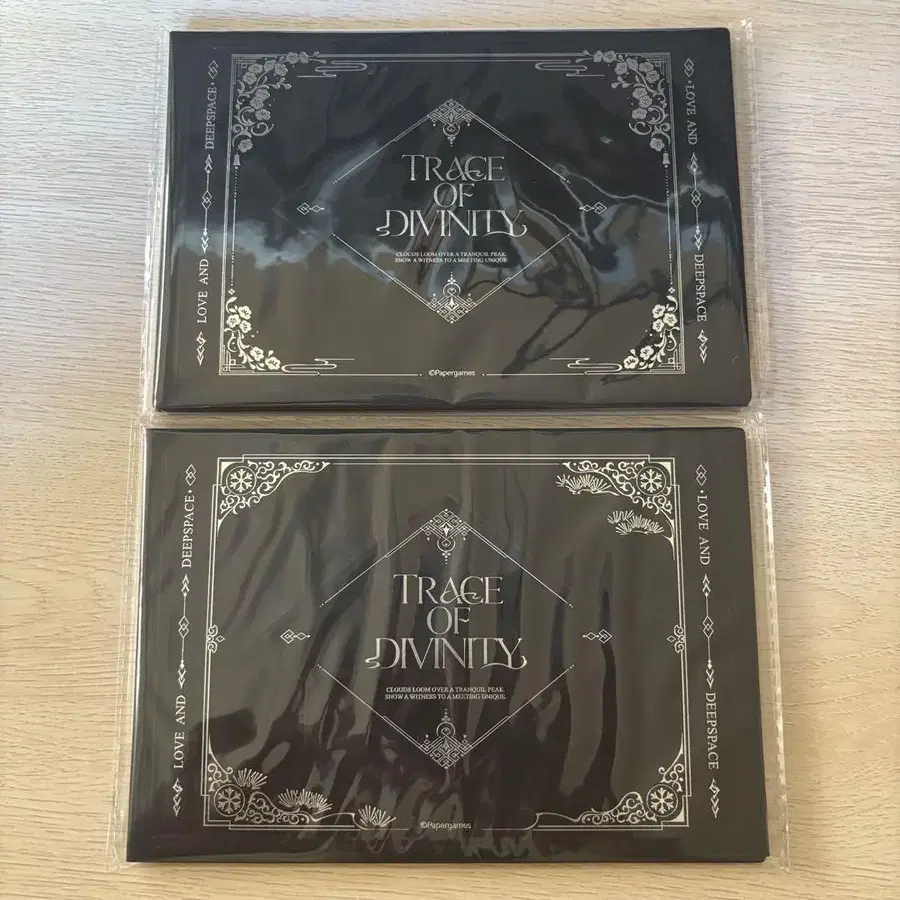 LOVE AND • DEEPSPACE
TRACE
OF
DIVINITY
CLOUDS LOOM OVER A TRANQUIL PEAK.
SNOW A WITNESS TO A MEETING UNIQUE.
©Papergames
LOVE AND DEEPSPACE
LOVE AND • DEEPSPACE
TRACE
OF
DIVINITY
CLOUDS LOOM OVER A TRANQUIL PEAK.
SNOW A WITNESS TO A MEETING UNIQUE.
©Papergames
LOVE AND DEEPSPACE